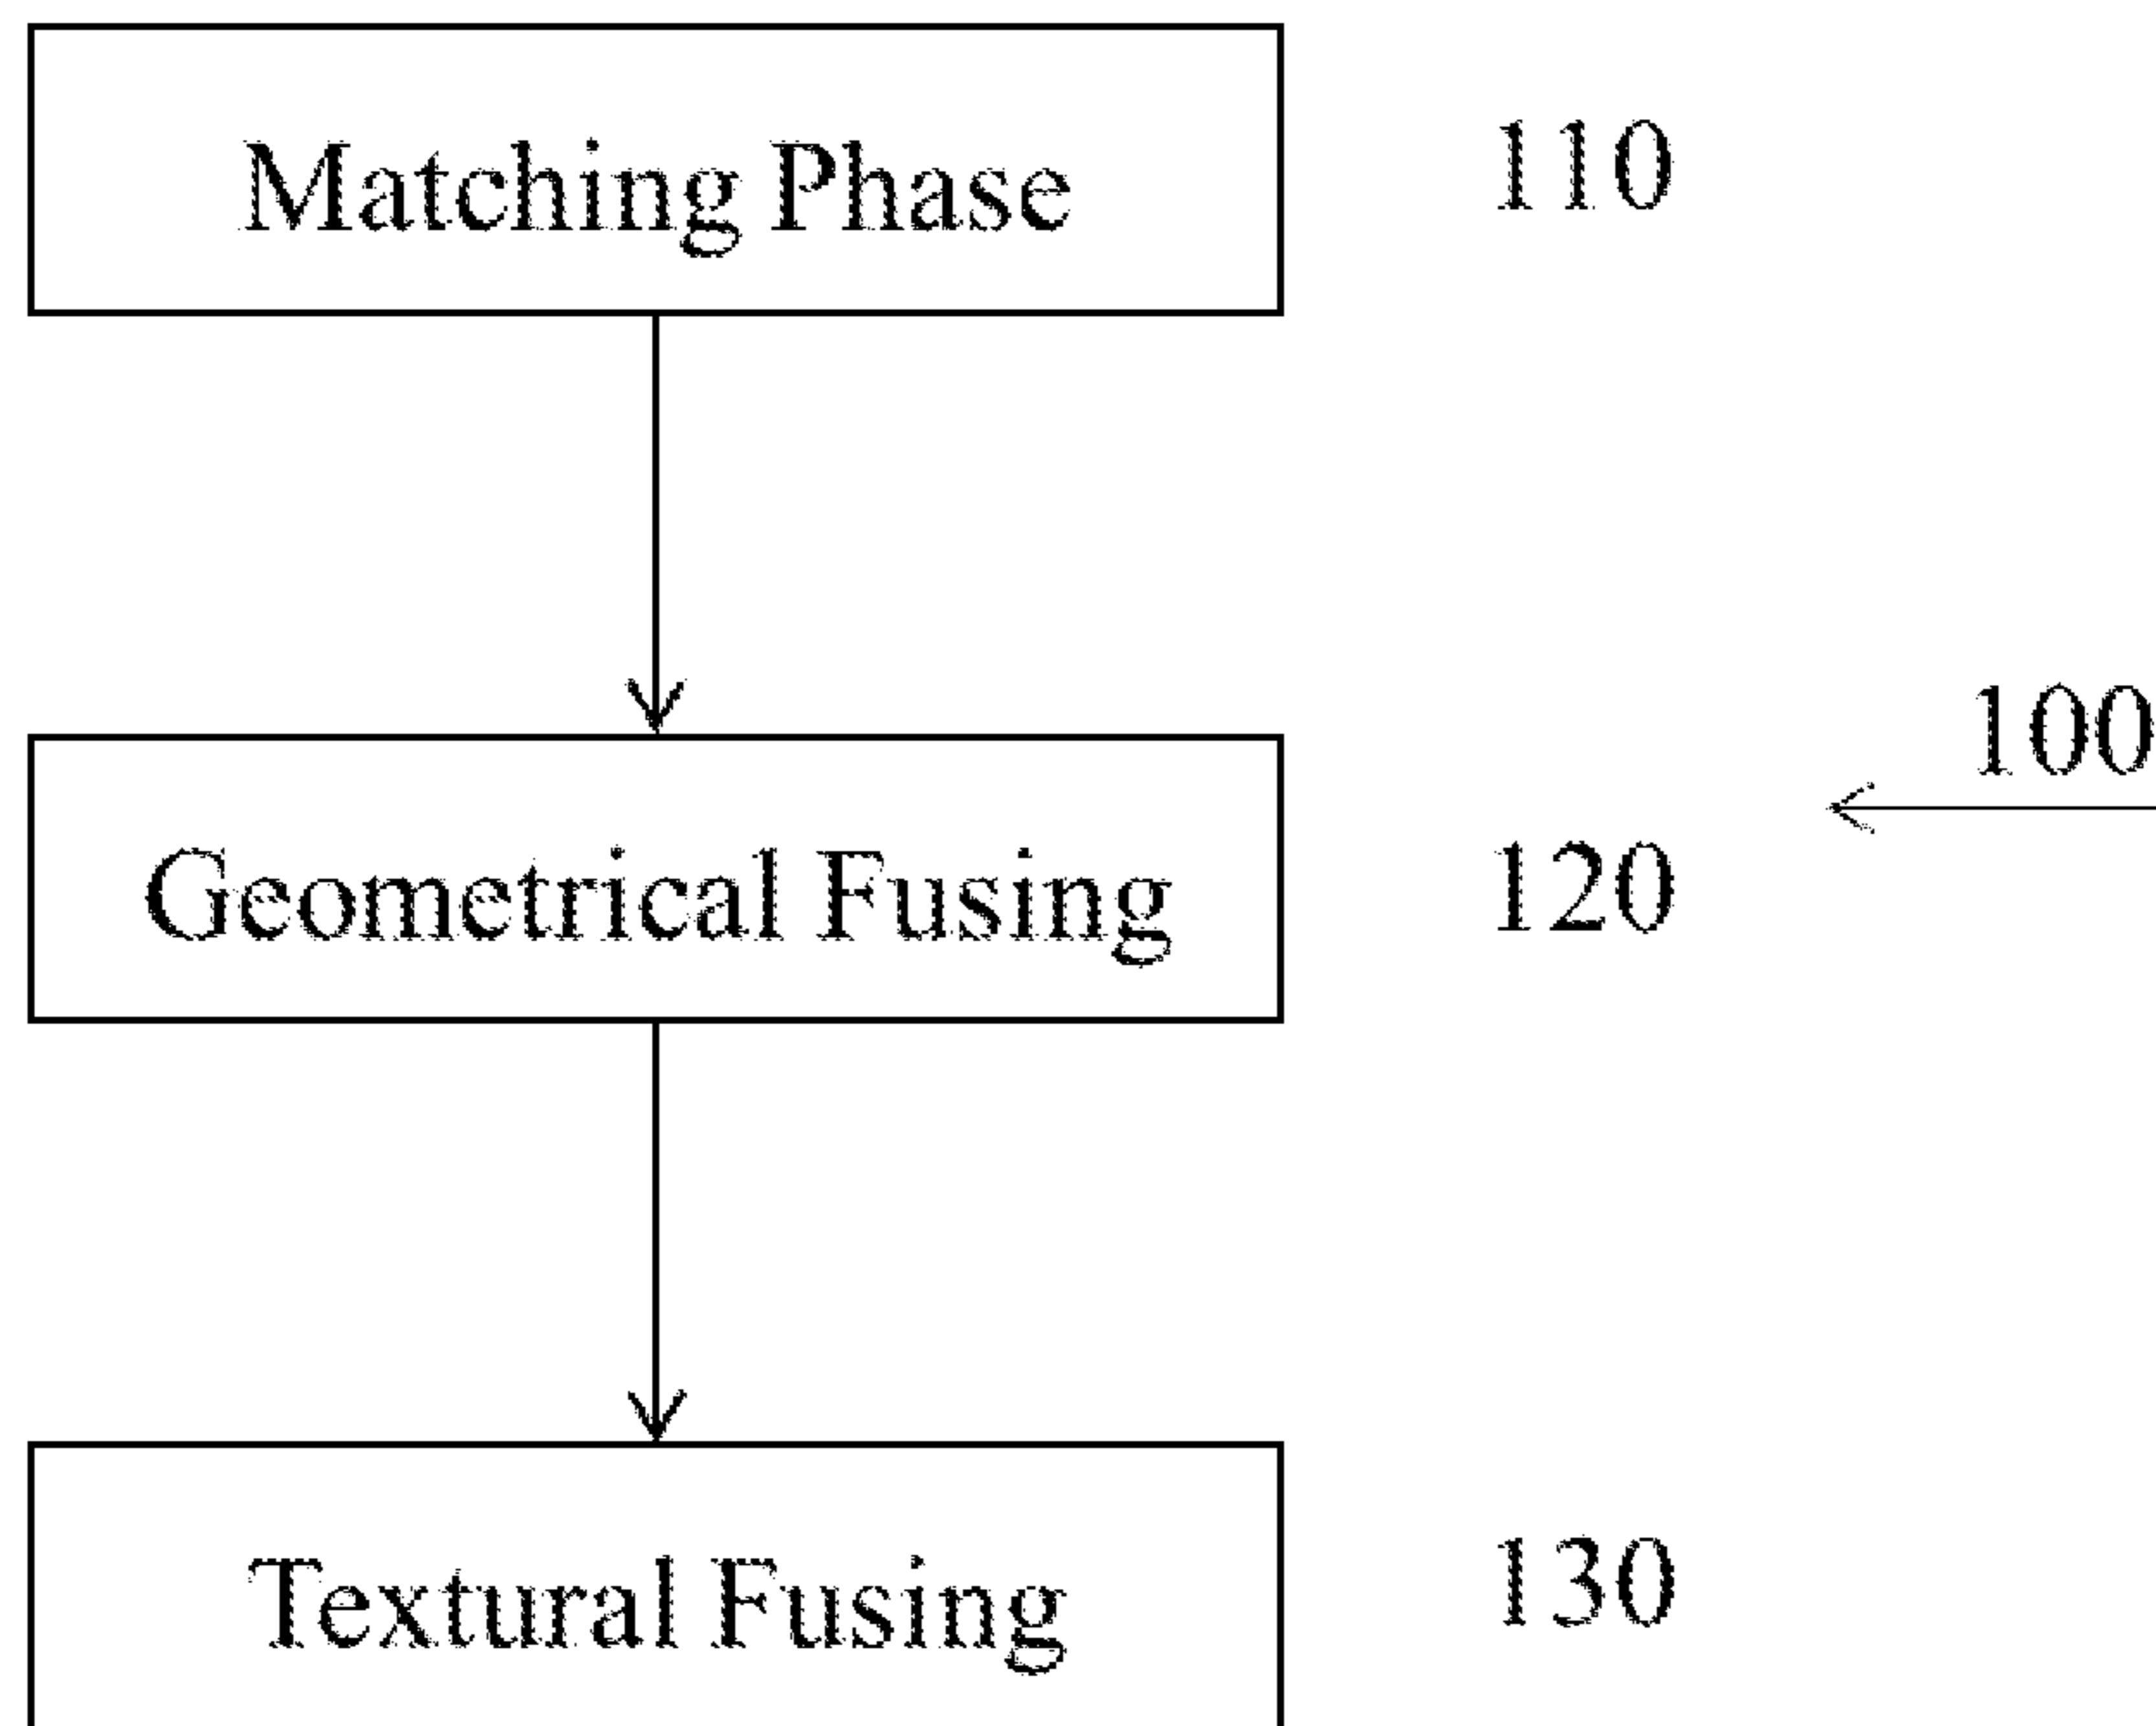 Matching Phase
110
100
Geometrical Fusing
120
Textural Fusing
130